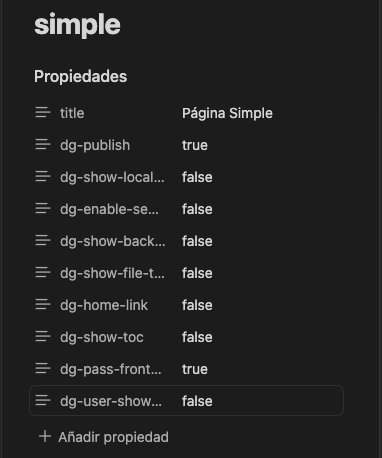 simple
Propiedades
title Página Simple
dg-publish true
dg-show-local... false
dg-enable-se... false
dg-show-back... false
dg-show-file-t... false
dg-home-link false
dg-show-toc false
dg-pass-front... true
dg-user-show... false
+ Añadir propiedad